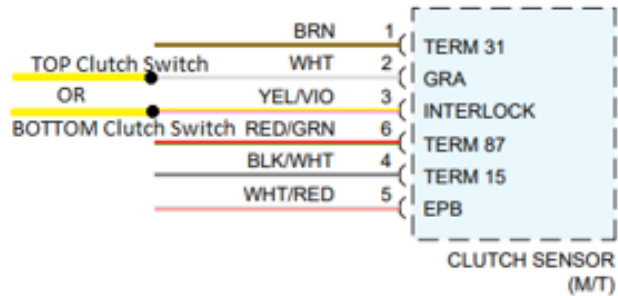 BRN 1 TERM 31
TOP Clutch Switch WHT 2 GRA
OR YEL/VIO 3 INTERLOCK
BOTTOM Clutch Switch RED/GRN 6 TERM 87
BLK/WHT 4 TERM 15
WHT/RED 5 EPB
CLUTCH SENSOR
(M/T)